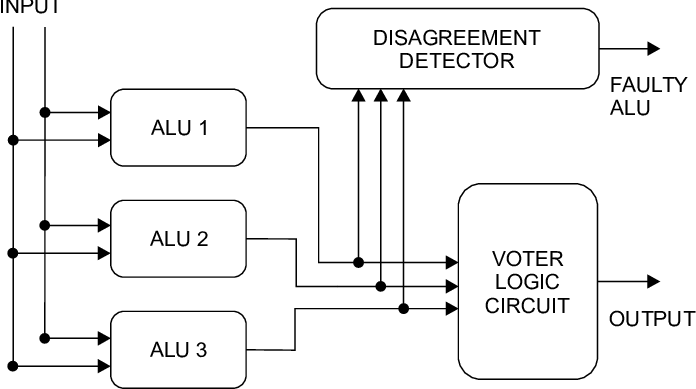 INPUT
DISAGREEMENT
DETECTOR
FAULTY
ALU
ALU 1
ALU 2
VOTER
LOGIC
CIRCUIT
OUTPUT
ALU 3